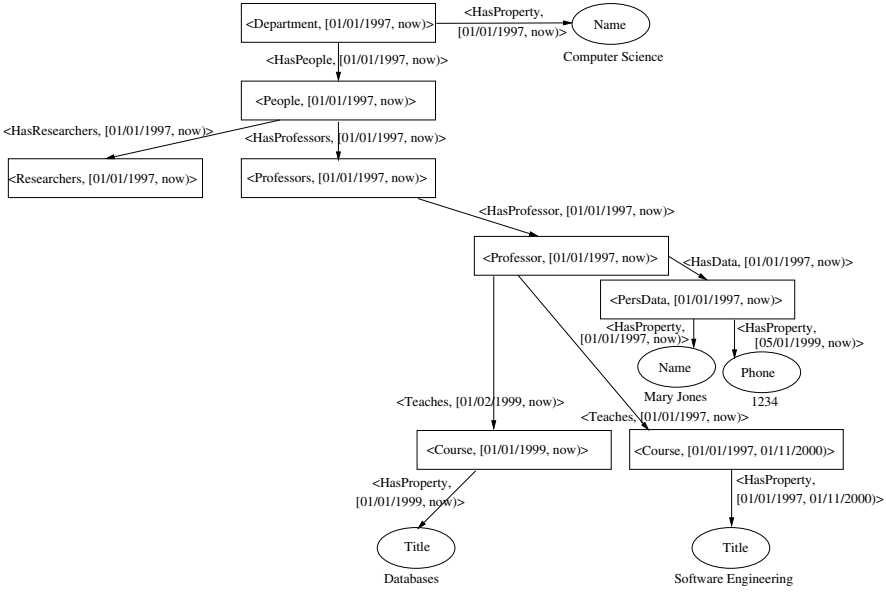 <Department, [01/01/1997, now)>
<HasProperty,
[01/01/1997, now)>
Name
Computer Science
<HasPeople, [01/01/1997, now)>
<People, [01/01/1997, now)>
<HasResearchers, [01/01/1997, now)>
<HasProfessors, [01/01/1997, now)>
<Researchers, [01/01/1997, now)>
<Professors, [01/01/1997, now)>
<HasProfessor, [01/01/1997, now)>
<Professor, [01/01/1997, now)>
<HasData, [01/01/1997, now)>
<PersData, [01/01/1997, now)>
<HasProperty,
[01/01/1997, now)>
<HasProperty,
[05/01/1999, now)>
Name
Mary Jones
Phone
1234
<Teaches, [01/02/1999, now)>
<Teaches, [01/01/1997, now)>
<Course, [01/01/1999, now)>
<Course, [01/01/1997, 01/11/2000)>
<HasProperty,
[01/01/1999, now)>
<HasProperty,
[01/01/1997, 01/11/2000)>
Title
Databases
Title
Software Engineering